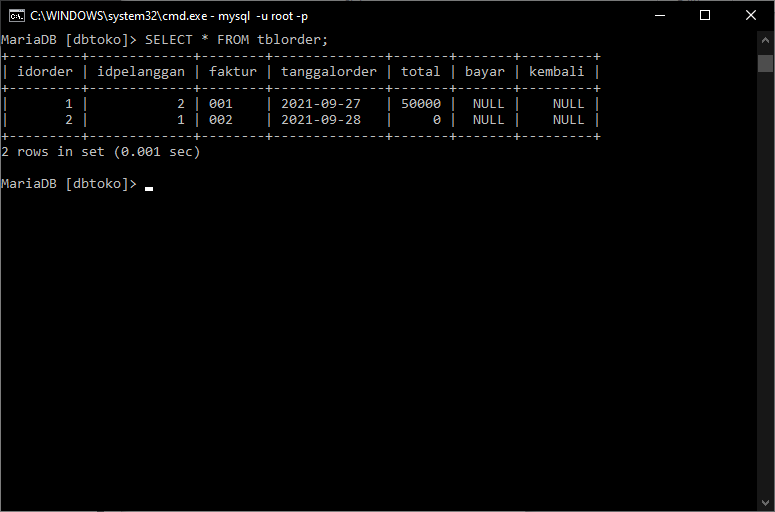 C:\WINDOWS\system32\cmd.exe - mysql  -u root -p
MariaDB [dbtoko]> SELECT * FROM tblorder;
+---------+-------------+--------+--------------+-------+-------+---------+
| idorder | idpelanggan | faktur | tanggalorder | total | bayar | kembali |
+---------+-------------+--------+--------------+-------+-------+---------+
|       1 |           2 | 001    | 2021-09-27   | 50000 |  NULL |    NULL |
|       2 |           1 | 002    | 2021-09-28   |     0 |  NULL |    NULL |
+---------+-------------+--------+--------------+-------+-------+---------+
2 rows in set (0.001 sec)
MariaDB [dbtoko]>